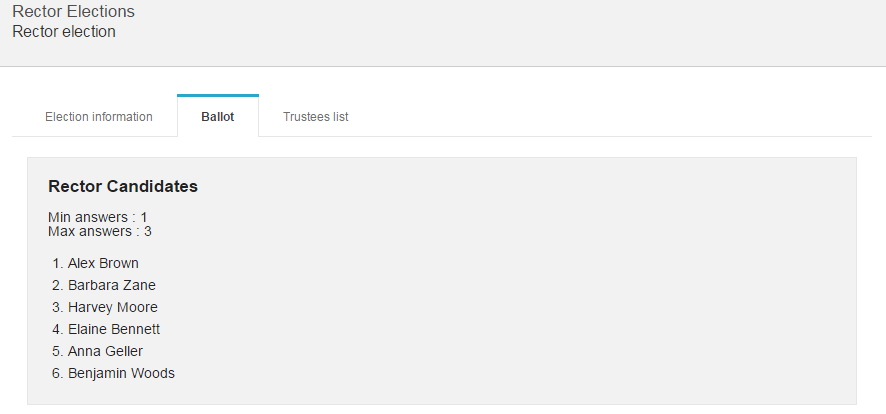 Rector Elections
Rector election
Election information Ballot Trustees list
Rector Candidates
Min answers : 1
Max answers : 3
1. Alex Brown
2. Barbara Zane
3. Harvey Moore
4. Elaine Bennett
5. Anna Geller
6. Benjamin Woods